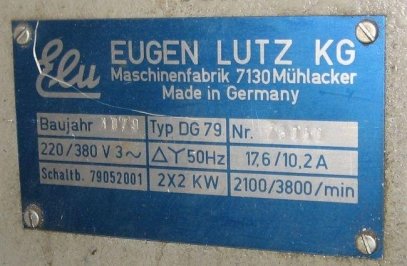 Elu
EUGEN LUTZ KG
Maschinenfabrik 7130 Mühlacker
Made in Germany
Baujahr Typ DG 79 Nr.
220/380 V 3~ △Y 50Hz 17,6/10,2 A
Schaltb. 79052001 2X2 KW 2100/3800/min